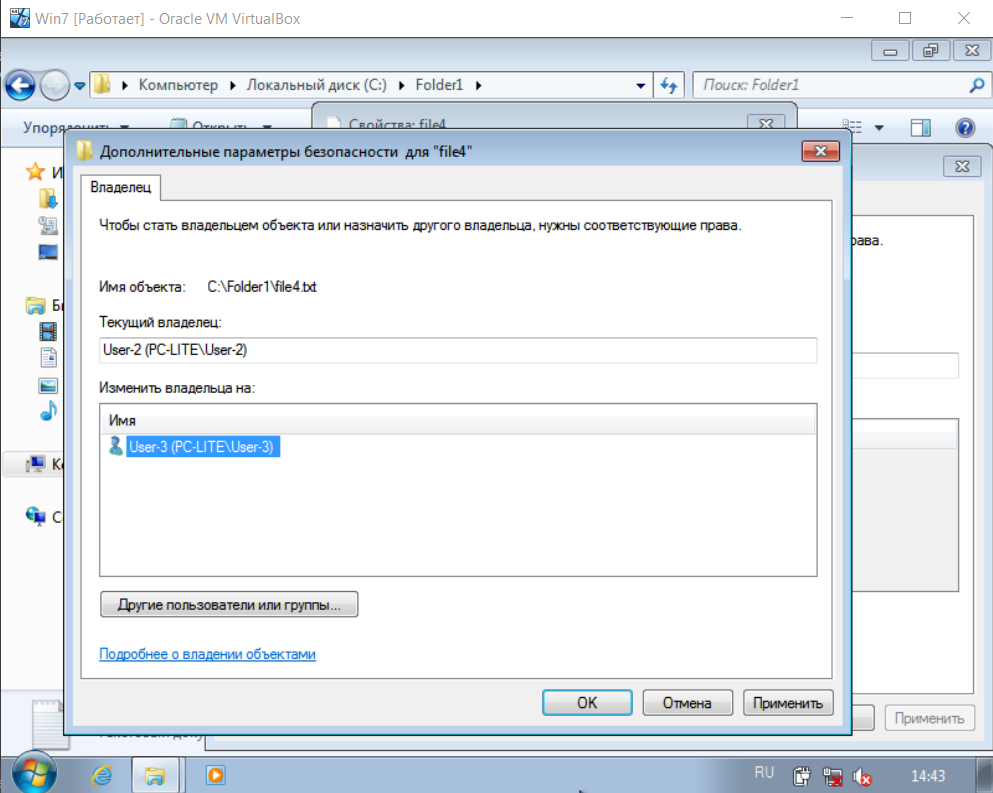 Win7 [Работает] - Oracle VM VirtualBox
Компьютер Локальный диск (C:) Folder1
Поиск: Folder1
Упорядочить Открыть
Свойства: file4
Дополнительные параметры безопасности для "file4"
Владелец
Чтобы стать владельцем объекта или назначить другого владельца, нужны соответствующие права.
рава.
Имя объекта: C:\Folder1\file4.txt
Текущий владелец:
User-2 (PC-LITE\User-2)
Изменить владельца на:
Имя
User-3 (PC-LITE\User-3)
Другие пользователи или группы...
Подробнее о владении объектами
ОК Отмена Применить
Применить
RU 14:43